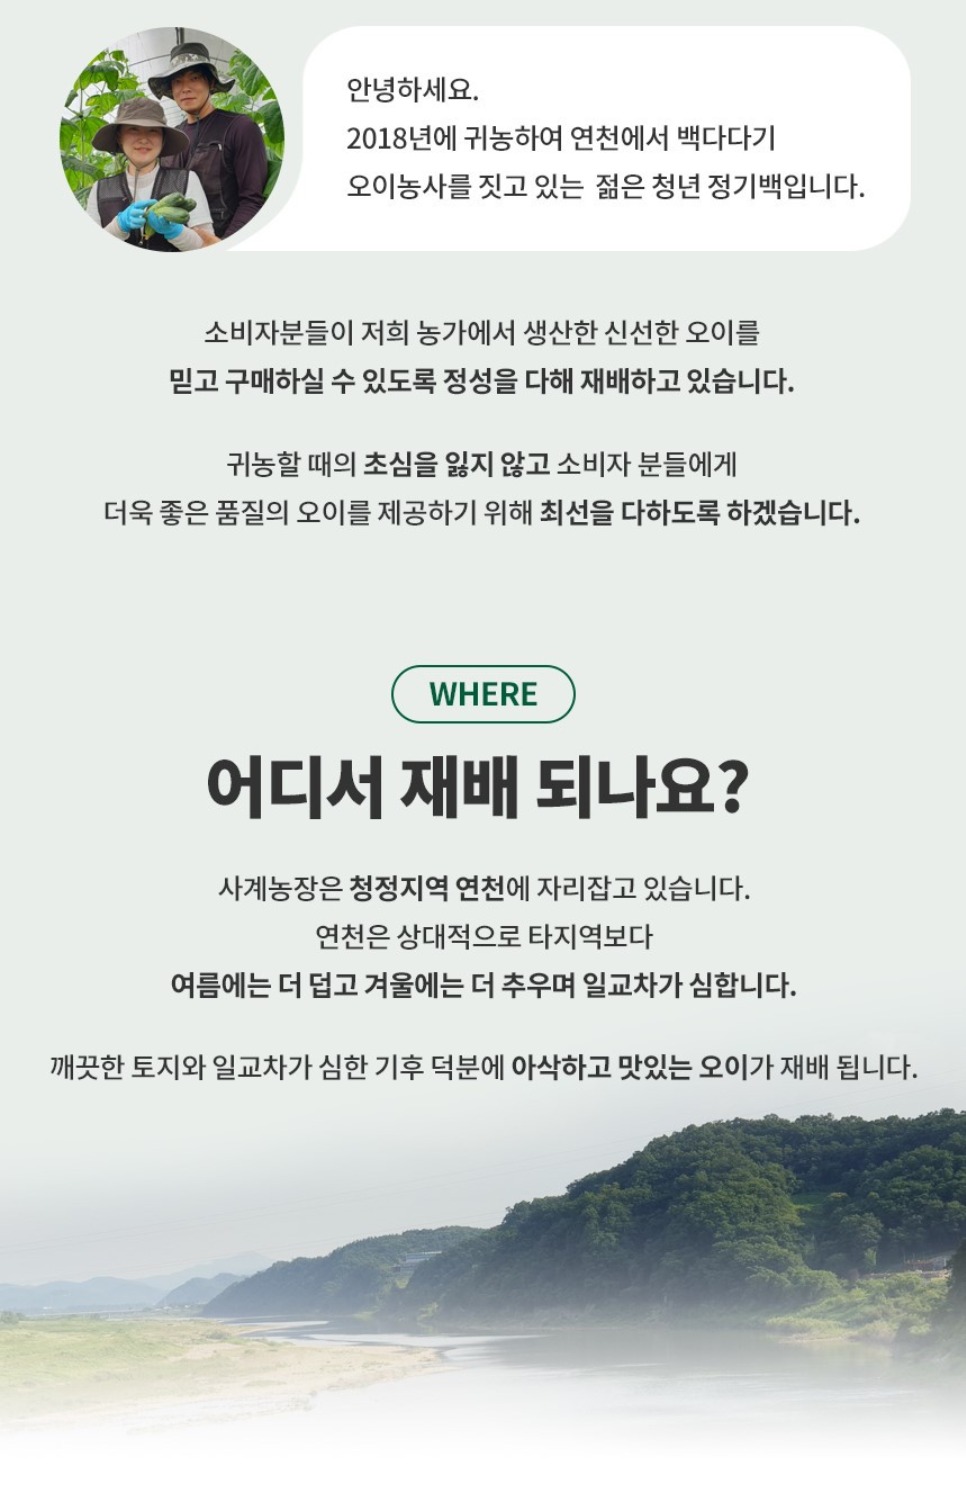 안녕하세요.
2018년에 귀농하여 연천에서 백다다기
오이농사를 짓고 있는 젊은 청년 정기백입니다.
소비자분들이 저희 농가에서 생산한 신선한 오이를
믿고 구매하실 수 있도록 정성을 다해 재배하고 있습니다.
귀농할 때의 초심을 잃지 않고 소비자 분들에게
더욱 좋은 품질의 오이를 제공하기 위해 최선을 다하도록 하겠습니다.
WHERE
어디서 재배 되나요?
사계농장은 청정지역 연천에 자리잡고 있습니다.
연천은 상대적으로 타지역보다
여름에는 더 덥고 겨울에는 더 추우며 일교차가 심합니다.
깨끗한 토지와 일교차가 심한 기후 덕분에 아삭하고 맛있는 오이가 재배 됩니다.